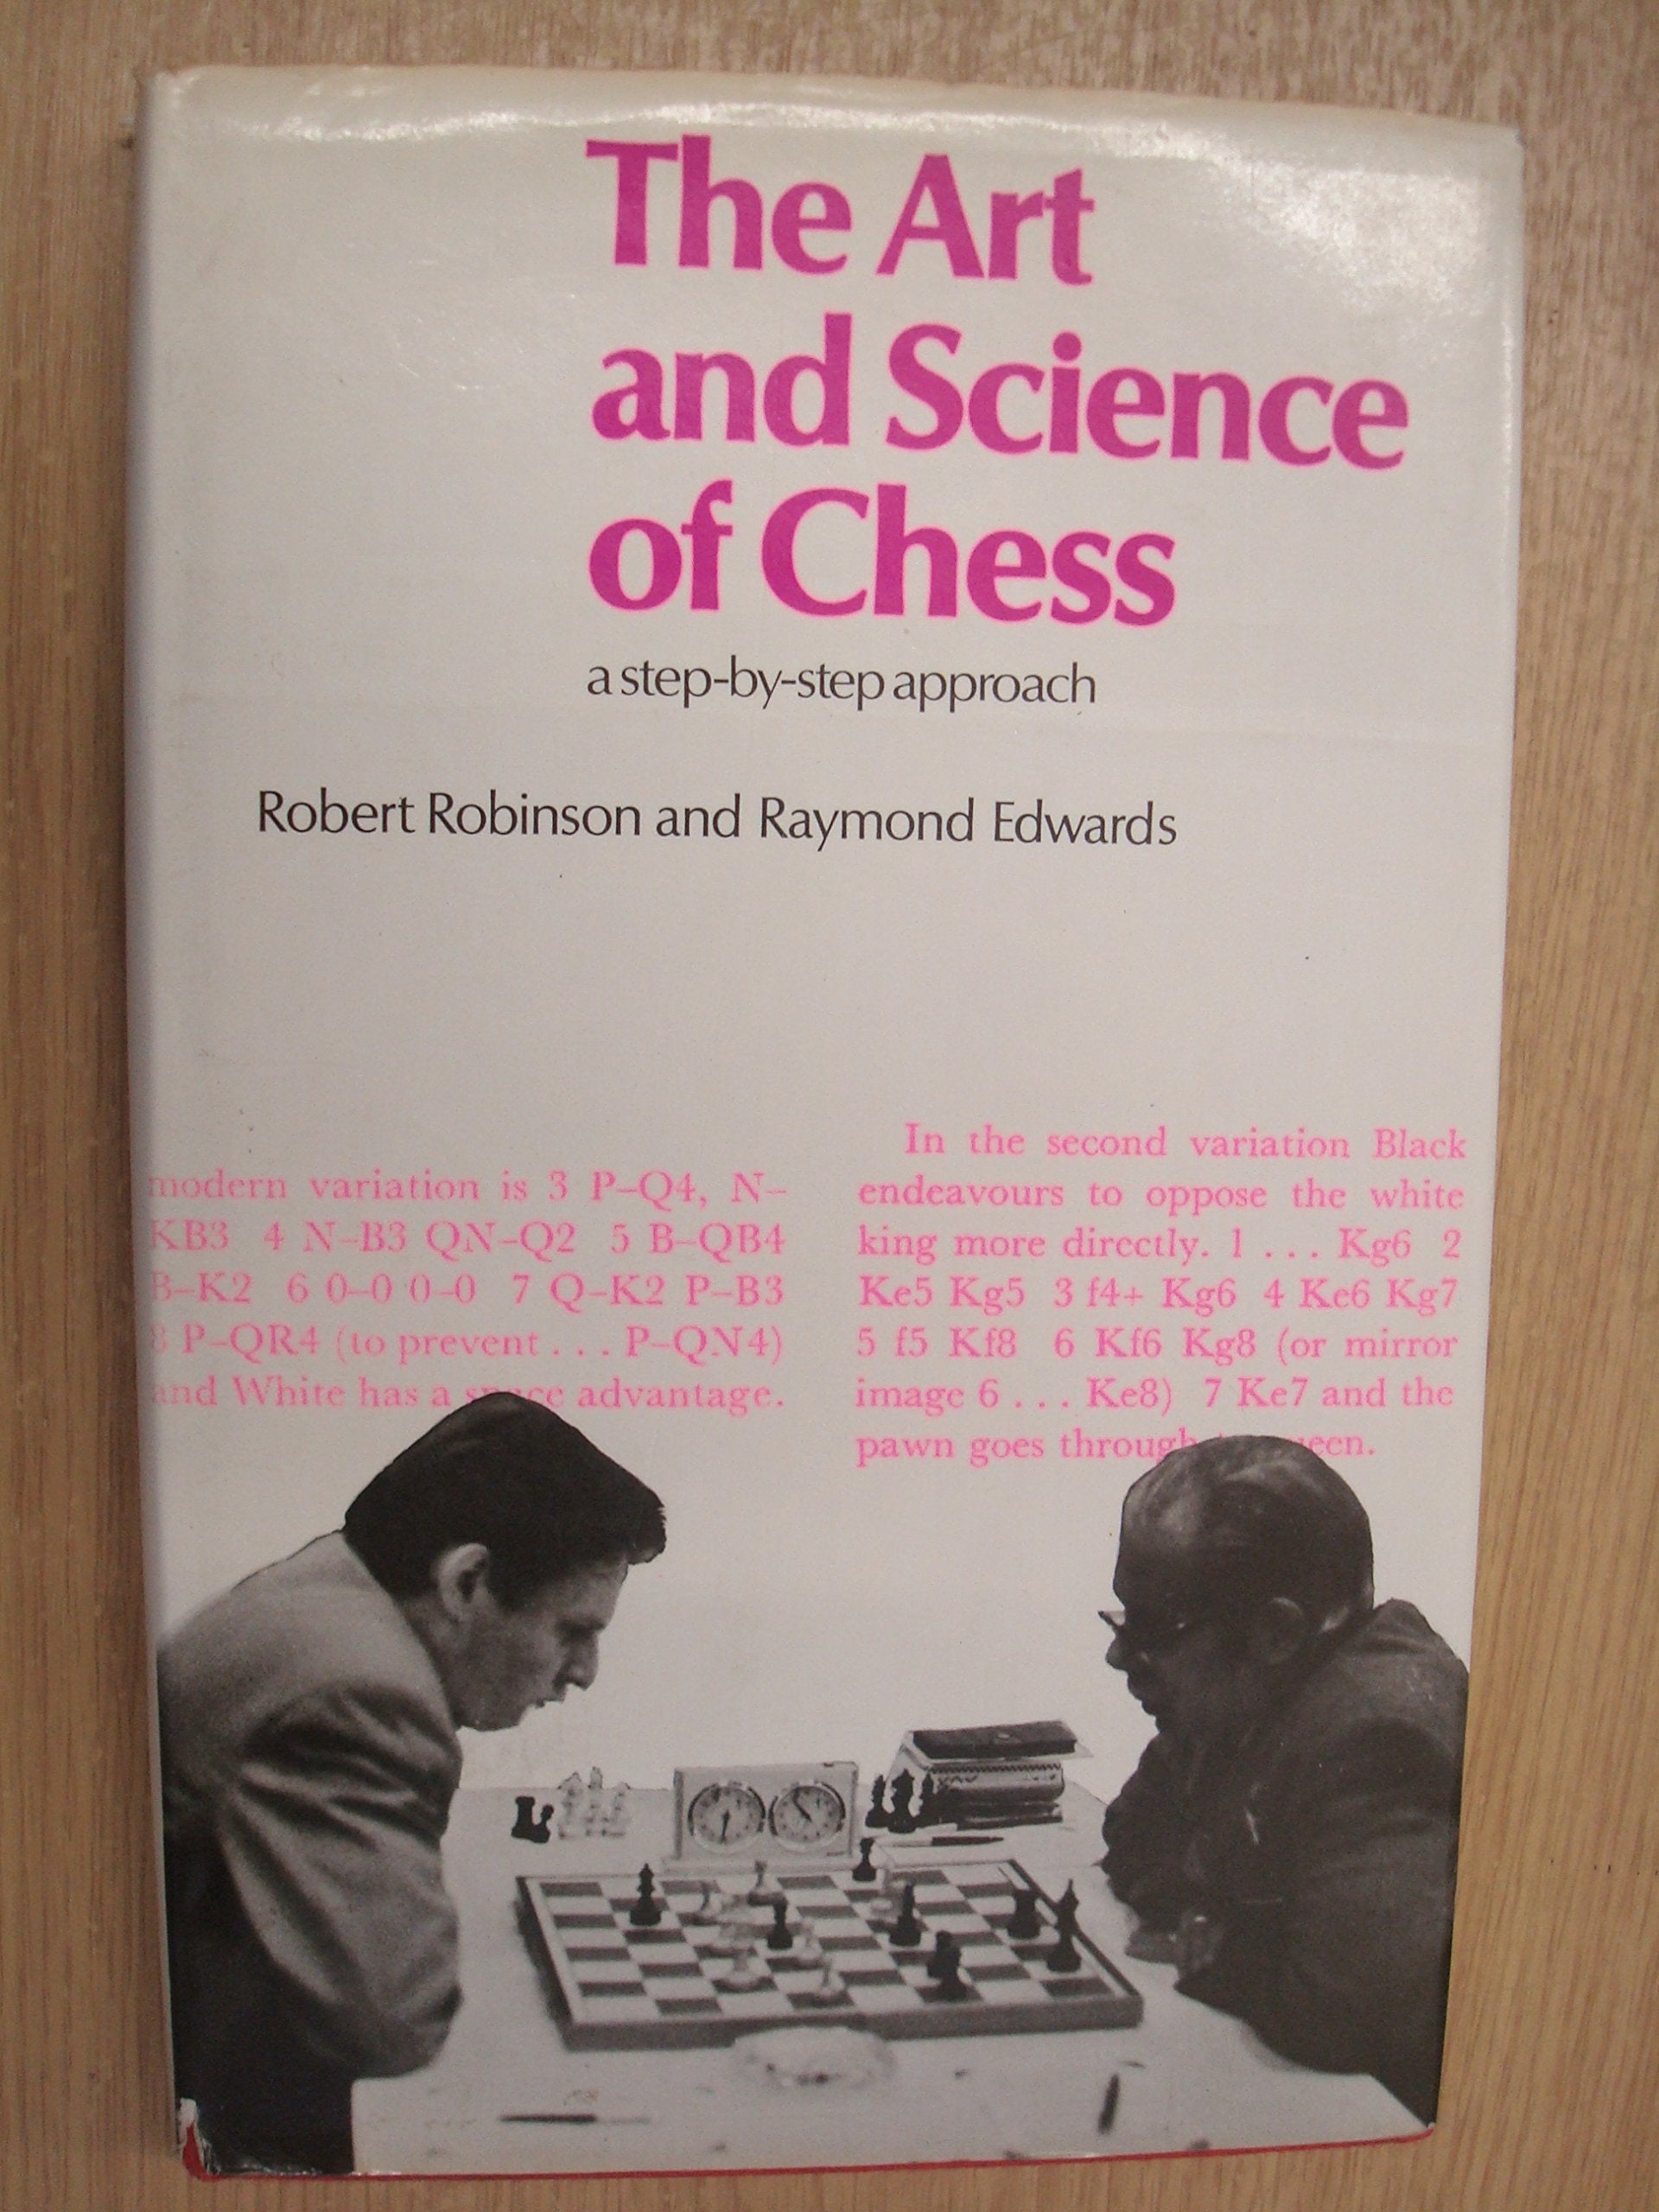 The Art
and Science
of Chess
a step-by-step approach
Robert Robinson and Raymond Edwards
modern variation is 3 P–Q4, N–
KB3 4 N–B3 QN–Q2 5 B–QB4
B–K2 6 0–0 0–0 7 Q–K2 P–B3
8 P–QR4 (to prevent . . . P–QN4)
and White has a space advantage.
In the second variation Black
endeavours to oppose the white
king more directly. 1 . . . Kg6 2
Ke5 Kg5 3 f4+ Kg6 4 Ke6 Kg7
5 f5 Kf8 6 Kf6 Kg8 (or mirror
image 6 . . . Ke8) 7 Ke7 and the
pawn goes through